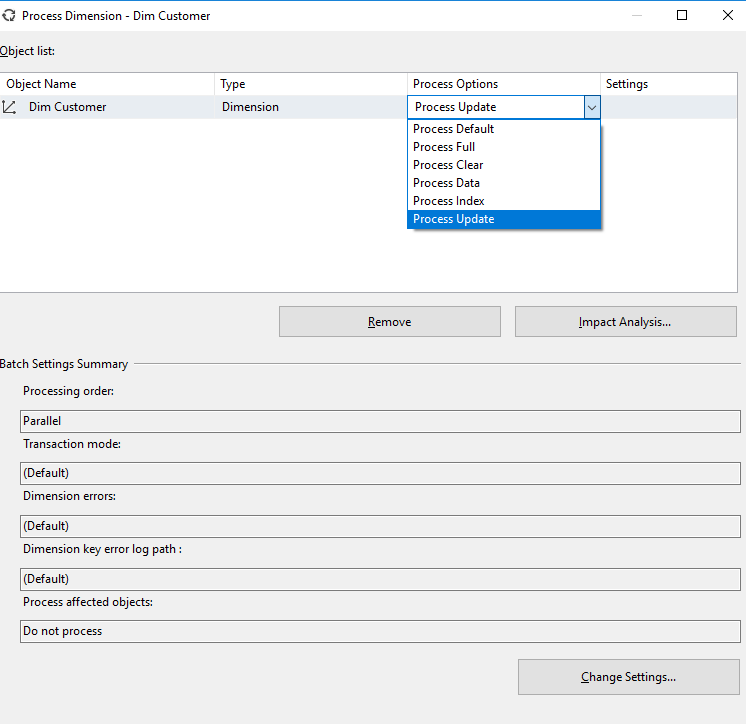 Process Dimension - Dim Customer
Object list:
Object Name Type Process Options Settings
Dim Customer Dimension Process Update
Process Default
Process Full
Process Clear
Process Data
Process Index
Process Update
Remove Impact Analysis...
Batch Settings Summary
Processing order:
Parallel
Transaction mode:
(Default)
Dimension errors:
(Default)
Dimension key error log path :
(Default)
Process affected objects:
Do not process
Change Settings...